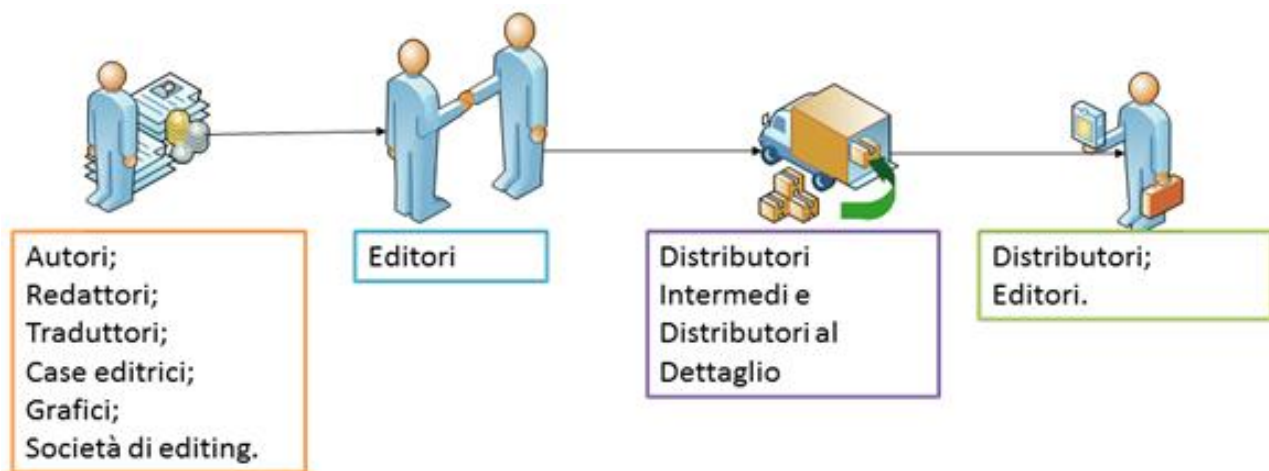 Autori;
Redattori;
Traduttori;
Case editrici;
Grafici;
Società di editing.
Editori
Distributori
Intermedi e
Distributori al
Dettaglio
Distributori;
Editori.